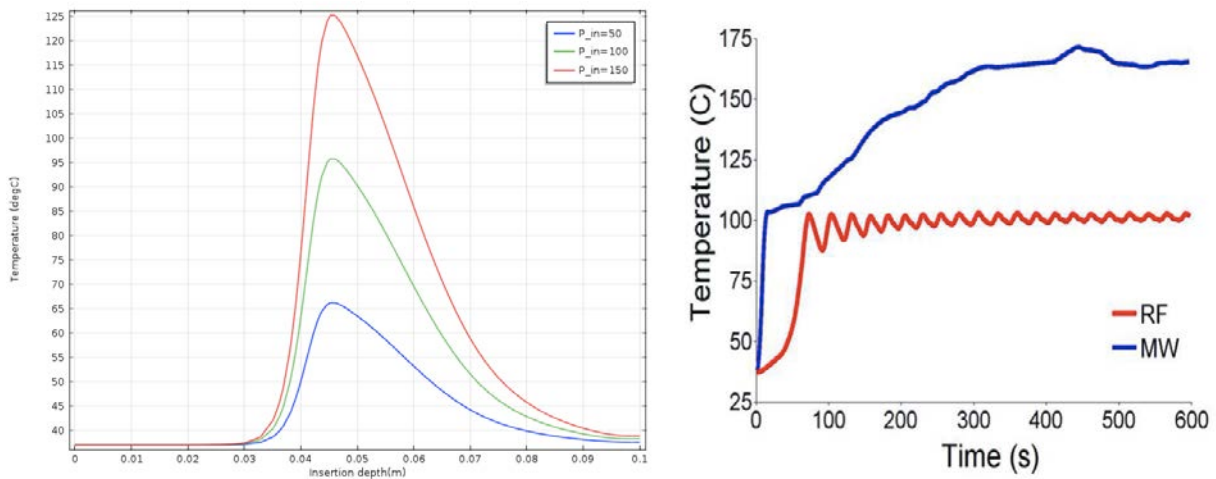 125
120
115
110
105
100
95
90
85
80
75
70
65
60
55
50
45
40
Temperature (degC)
0 0.01 0.02 0.03 0.04 0.05 0.06 0.07 0.08 0.09 0.1
Insertion depth(m)
P_in=50
P_in=100
P_in=150
175
150
125
100
75
50
25
Temperature (C)
RF
MW
0 100 200 300 400 500 600
Time (s)